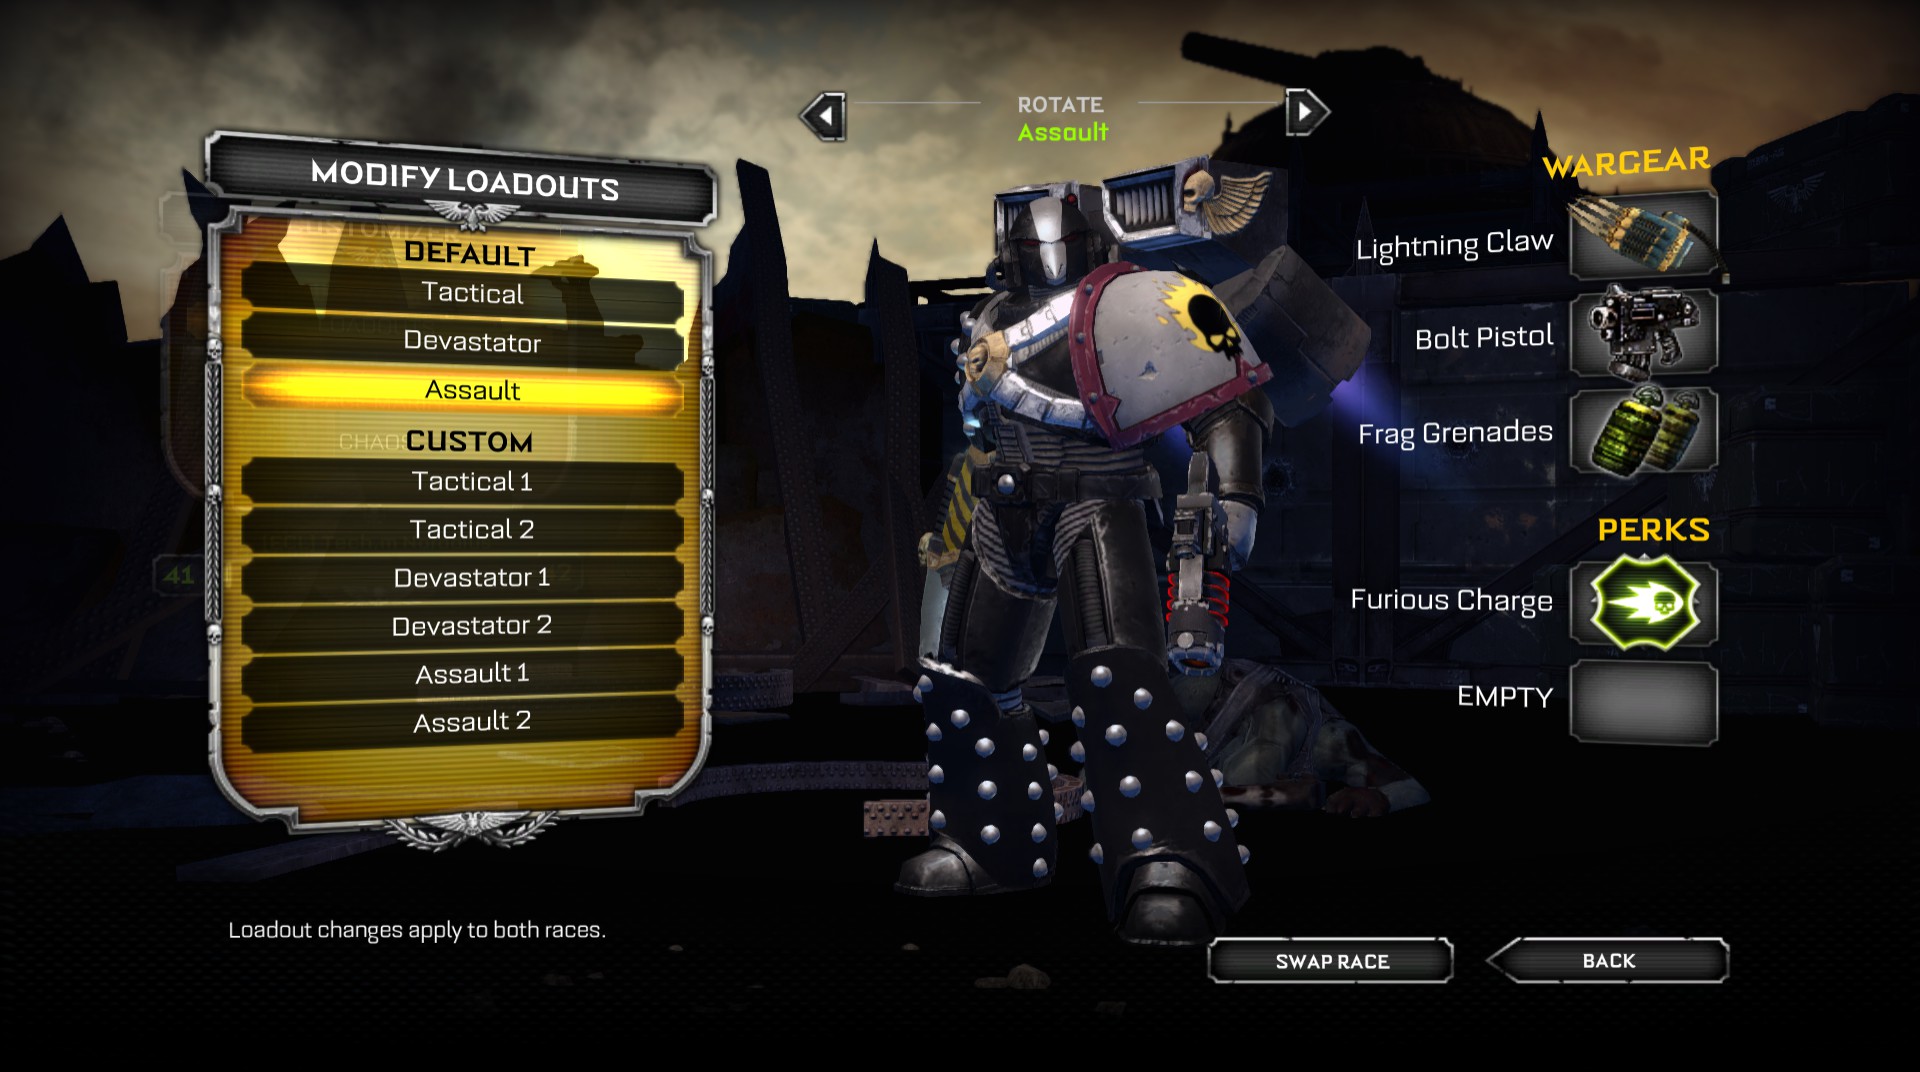 ROTATE
Assault
MODIFY LOADOUTS
DEFAULT
Tactical
Devastator
Assault
CUSTOM
Tactical 1
Tactical 2
Devastator 1
Devastator 2
Assault 1
Assault 2
41
Loadout changes apply to both races.
WARGEAR
Lightning Claw
Bolt Pistol
Frag Grenades
PERKS
Furious Charge
EMPTY
SWAP RACE
BACK